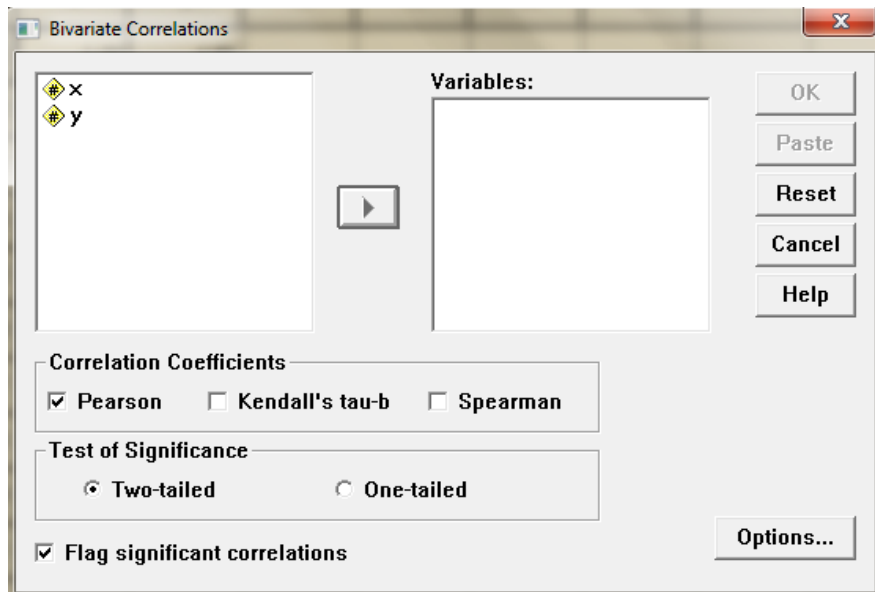 Bivariate Correlations
x
y
Variables:
OK
Paste
Reset
Cancel
Help
Correlation Coefficients
Pearson Kendall's tau-b Spearman
Test of Significance
Two-tailed One-tailed
Flag significant correlations
Options...